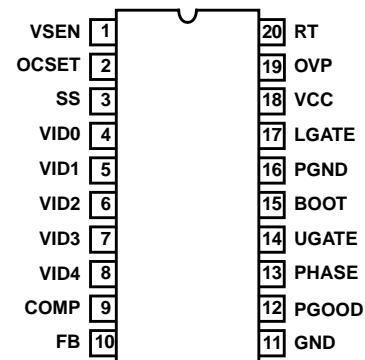 VSEN 1 20 RT
OCSET 2 19 OVP
SS 3 18 VCC
VID0 4 17 LGATE
VID1 5 16 PGND
VID2 6 15 BOOT
VID3 7 14 UGATE
VID4 8 13 PHASE
COMP 9 12 PGOOD
FB 10 11 GND